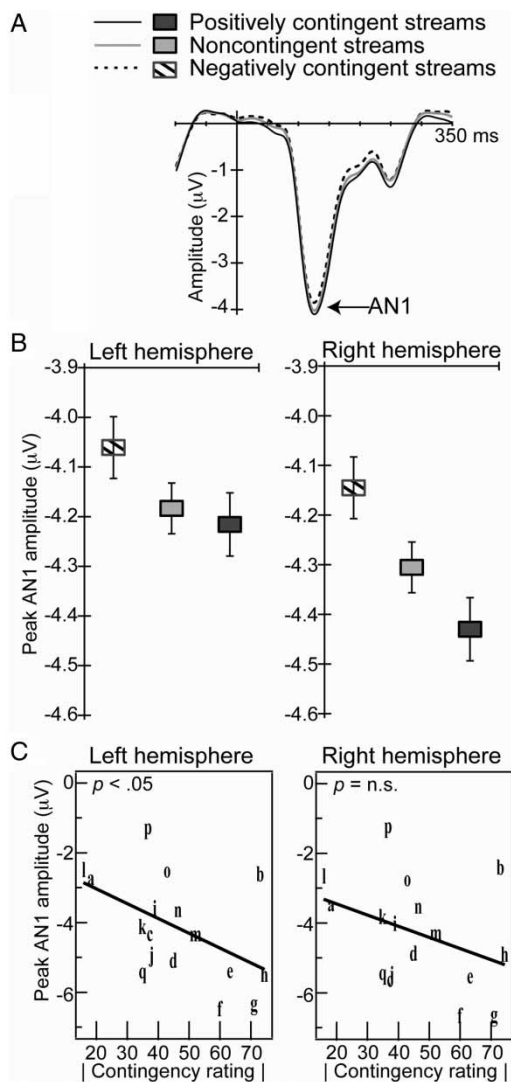 A
Positively contingent streams
Noncontingent streams
Negatively contingent streams
350 ms
Amplitude (µV)
-1
-2
-3
-4
AN1
B
Left hemisphere
Right hemisphere
Peak AN1 amplitude (µV)
-3.9
-4.0
-4.1
-4.2
-4.3
-4.4
-4.5
-4.6
-3.9
-4.0
-4.1
-4.2
-4.3
-4.4
-4.5
-4.6
C
Left hemisphere
Right hemisphere
Peak AN1 amplitude (µV)
0
-2
-4
-6
p < .05
p
l
a
o
b
i
n
k
c
m
j
p
q
e
h
f
g
20 30 40 50 60 70
| Contingency rating |
p = n.s.
p
l
o
b
a
n
k
i
m
p
h
q
j
d
e
f
g
20 30 40 50 60 70
| Contingency rating |